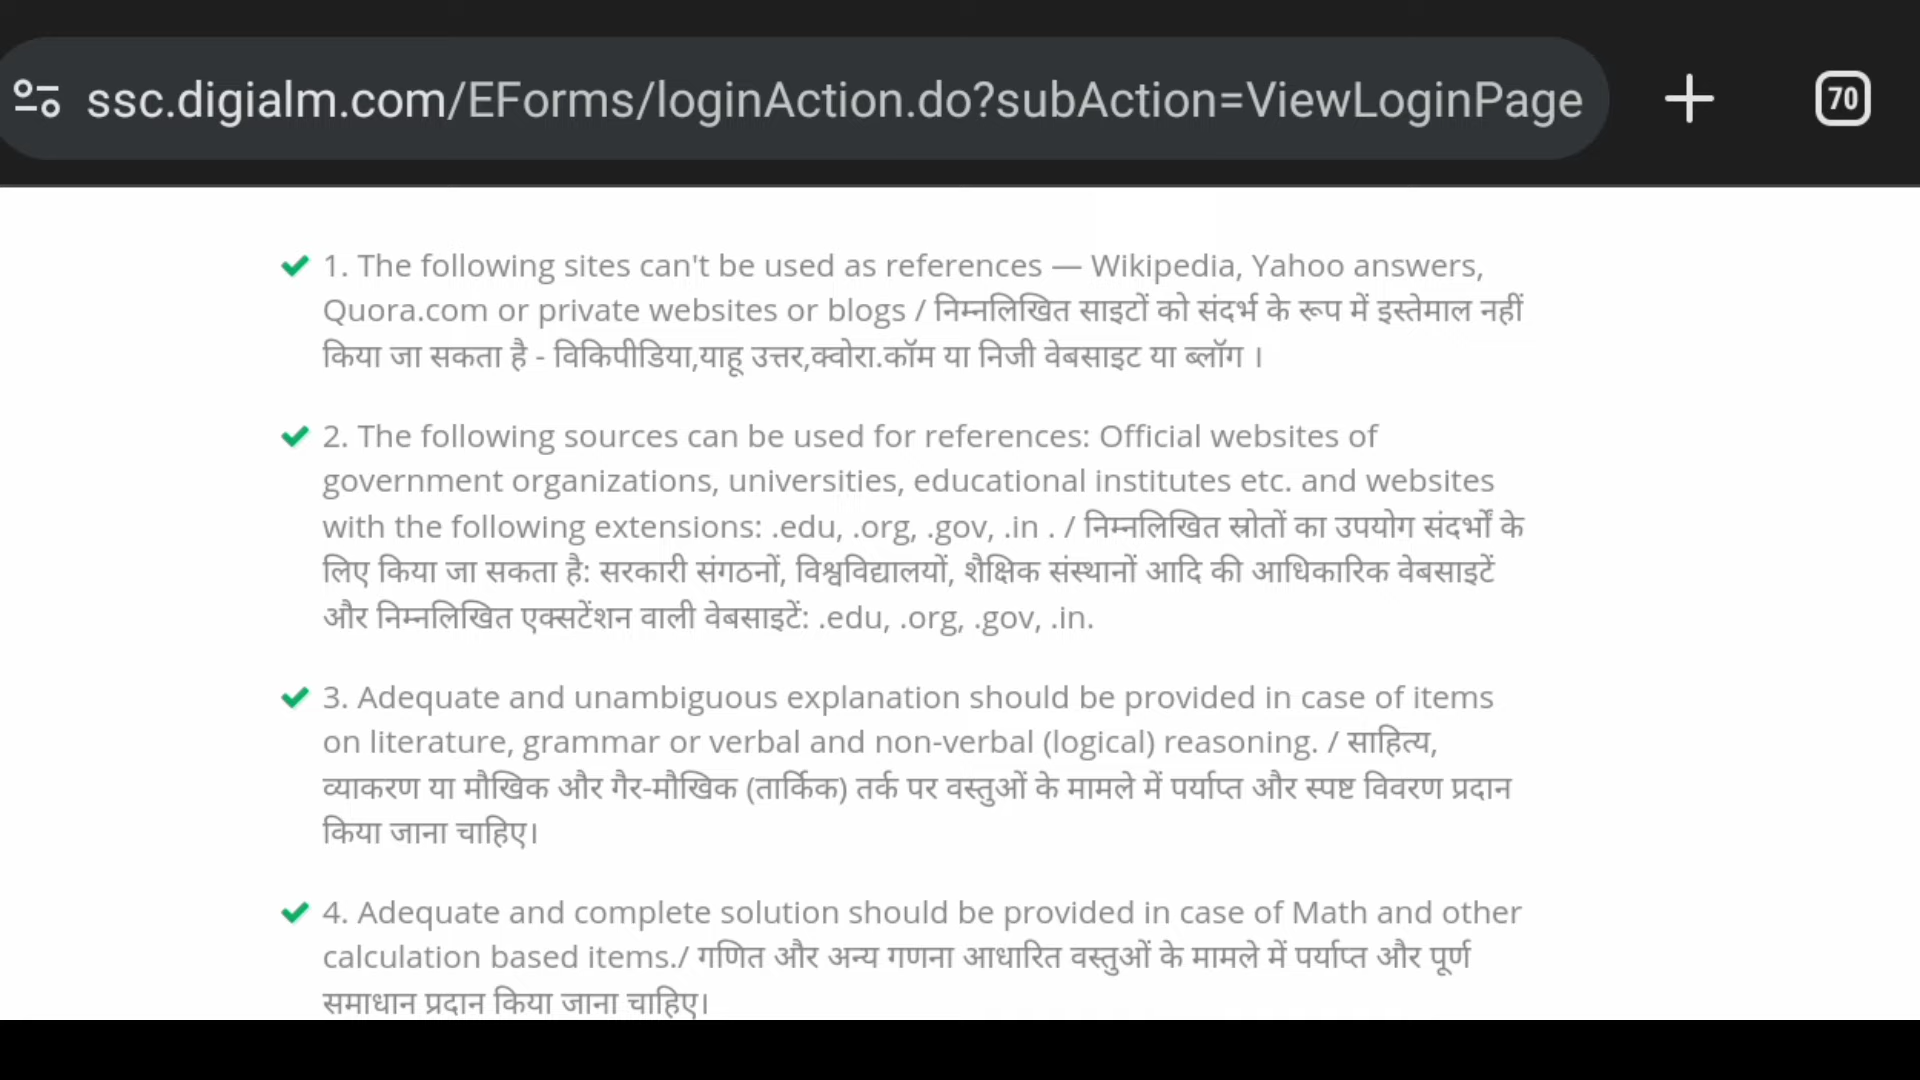 ssc.digialm.com/EForms/loginAction.do?subAction=ViewLoginPage
70
1. The following sites can't be used as references — Wikipedia, Yahoo answers,
Quora.com or private websites or blogs / निम्नलिखित साइटों को संदर्भ के रूप में इस्तेमाल नहीं
किया जा सकता है - विकिपीडिया,याहू उत्तर,क्वोरा.कॉम या निजी वेबसाइट या ब्लॉग ।
2. The following sources can be used for references: Official websites of
government organizations, universities, educational institutes etc. and websites
with the following extensions: .edu, .org, .gov, .in . / निम्नलिखित स्रोतों का उपयोग संदर्भों के
लिए किया जा सकता है: सरकारी संगठनों, विश्वविद्यालयों, शैक्षिक संस्थानों आदि की आधिकारिक वेबसाइटें
और निम्नलिखित एक्सटेंशन वाली वेबसाइटें: .edu, .org, .gov, .in.
3. Adequate and unambiguous explanation should be provided in case of items
on literature, grammar or verbal and non-verbal (logical) reasoning. / साहित्य,
व्याकरण या मौखिक और गैर-मौखिक (तार्किक) तर्क पर वस्तुओं के मामले में पर्याप्त और स्पष्ट विवरण प्रदान
किया जाना चाहिए।
4. Adequate and complete solution should be provided in case of Math and other
calculation based items./ गणित और अन्य गणना आधारित वस्तुओं के मामले में पर्याप्त और पूर्ण
समाधान प्रदान किया जाना चाहिए।